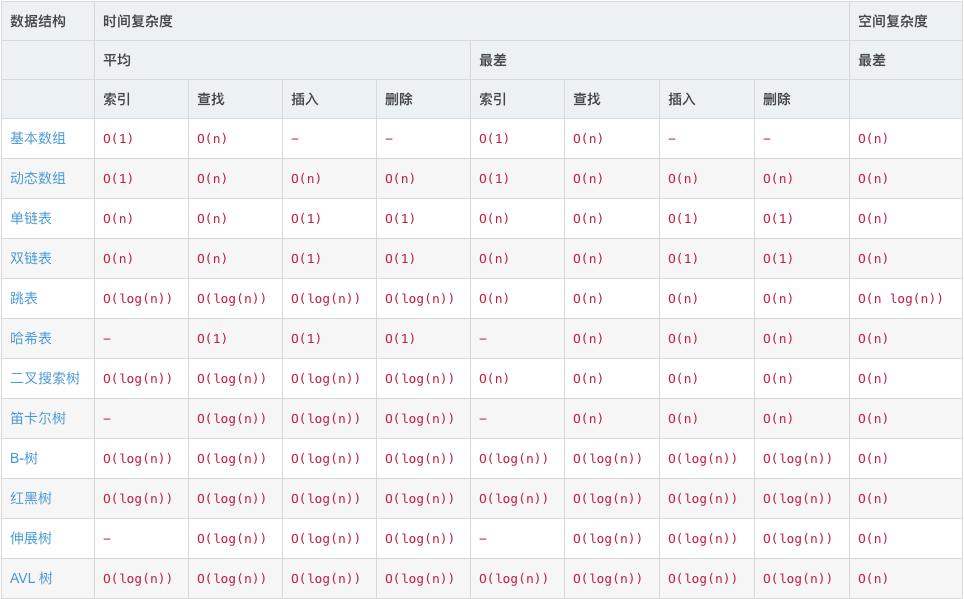 数据结构 时间复杂度 空间复杂度
平均 最差 最差
索引 查找 插入 删除 索引 查找 插入 删除
基本数组 O(1) O(n) – – O(1) O(n) – – O(n)
动态数组 O(1) O(n) O(n) O(n) O(1) O(n) O(n) O(n) O(n)
单链表 O(n) O(n) O(1) O(1) O(n) O(n) O(1) O(1) O(n)
双链表 O(n) O(n) O(1) O(1) O(n) O(n) O(1) O(1) O(n)
跳表 O(log(n)) O(log(n)) O(log(n)) O(log(n)) O(n) O(n) O(n) O(n) O(n log(n))
哈希表 – O(1) O(1) O(1) – O(n) O(n) O(n) O(n)
二叉搜索树 O(log(n)) O(log(n)) O(log(n)) O(log(n)) O(n) O(n) O(n) O(n) O(n)
笛卡尔树 – O(log(n)) O(log(n)) O(log(n)) – O(n) O(n) O(n) O(n)
B-树 O(log(n)) O(log(n)) O(log(n)) O(log(n)) O(log(n)) O(log(n)) O(log(n)) O(log(n)) O(n)
红黑树 O(log(n)) O(log(n)) O(log(n)) O(log(n)) O(log(n)) O(log(n)) O(log(n)) O(log(n)) O(n)
伸展树 – O(log(n)) O(log(n)) O(log(n)) – O(log(n)) O(log(n)) O(log(n)) O(n)
AVL 树 O(log(n)) O(log(n)) O(log(n)) O(log(n)) O(log(n)) O(log(n)) O(log(n)) O(log(n)) O(n)